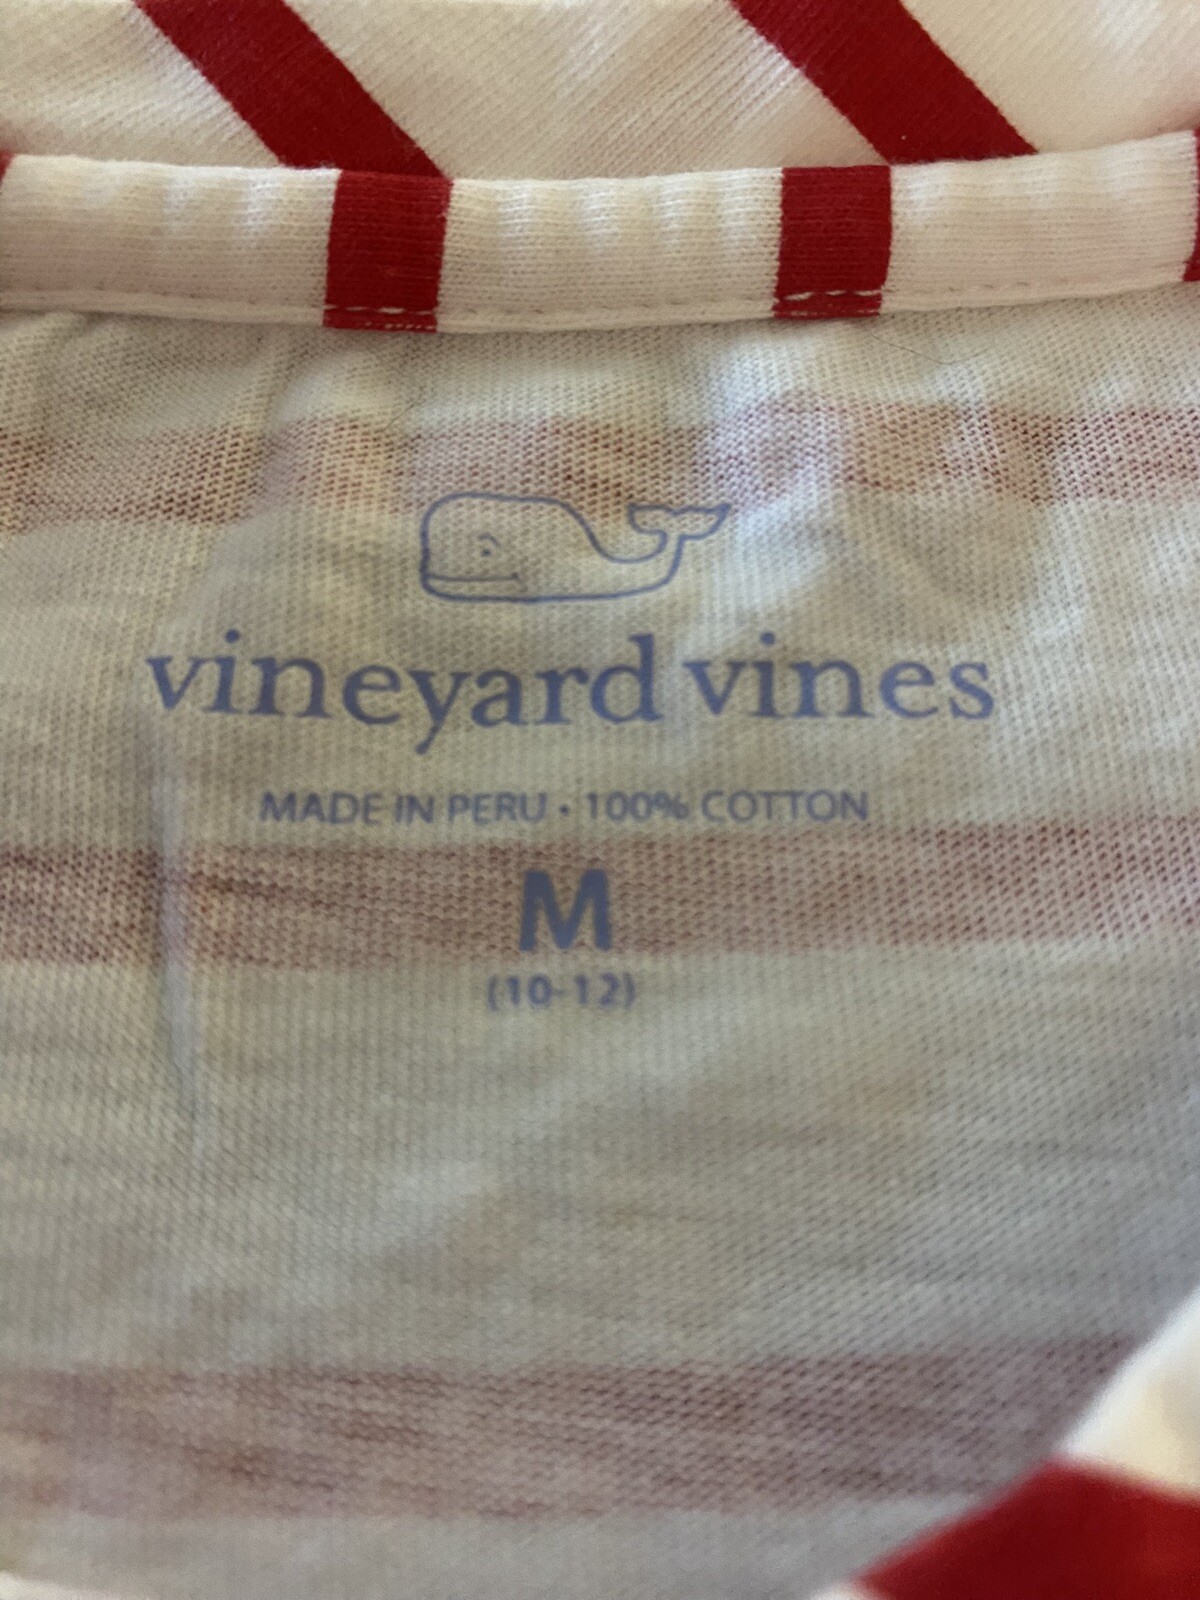 vineyard vines
MADE IN PERU • 100% COTTON
M
(10-12)